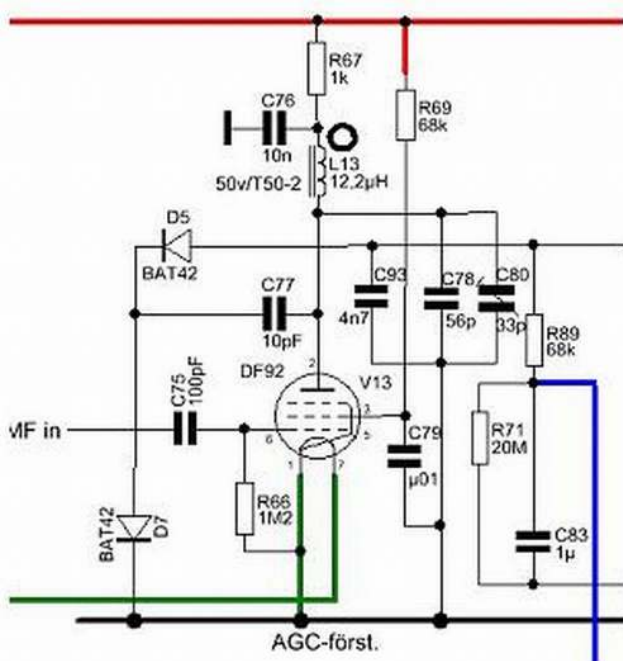 R67
1k
C76
10n
R69
68k
L13
50v/T50-2 12,2µH
D5
BAT42
C77
10pF
C93
4n7
C78
56p
C80
33p
R89
68k
DF92
V13
2
3
5
6
1
7
C75
100pF
MF in
C79
µ01
R71
20M
R66
1M2
BAT42
D7
C83
1µ
AGC-först.